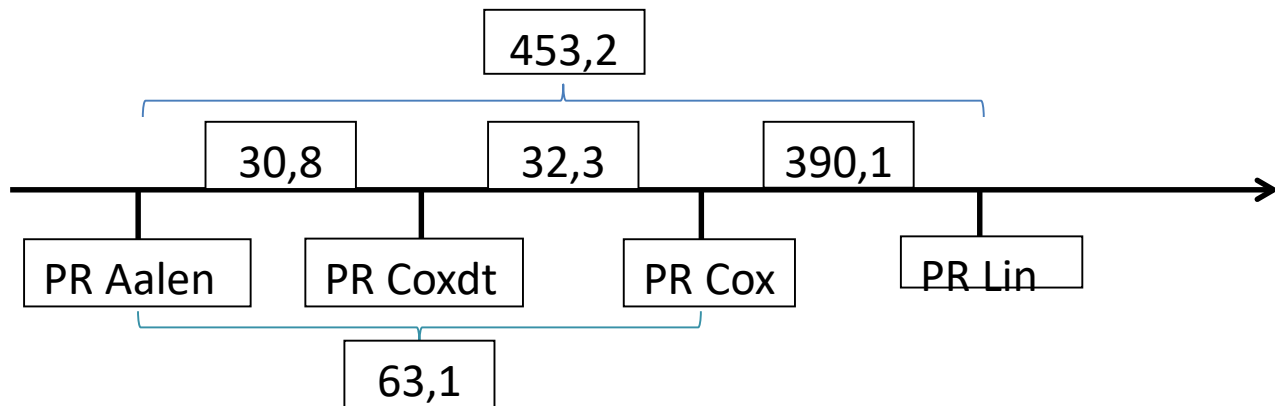 453,2
30,8
32,3
390,1
PR Aalen
PR Coxdt
PR Cox
PR Lin
63,1